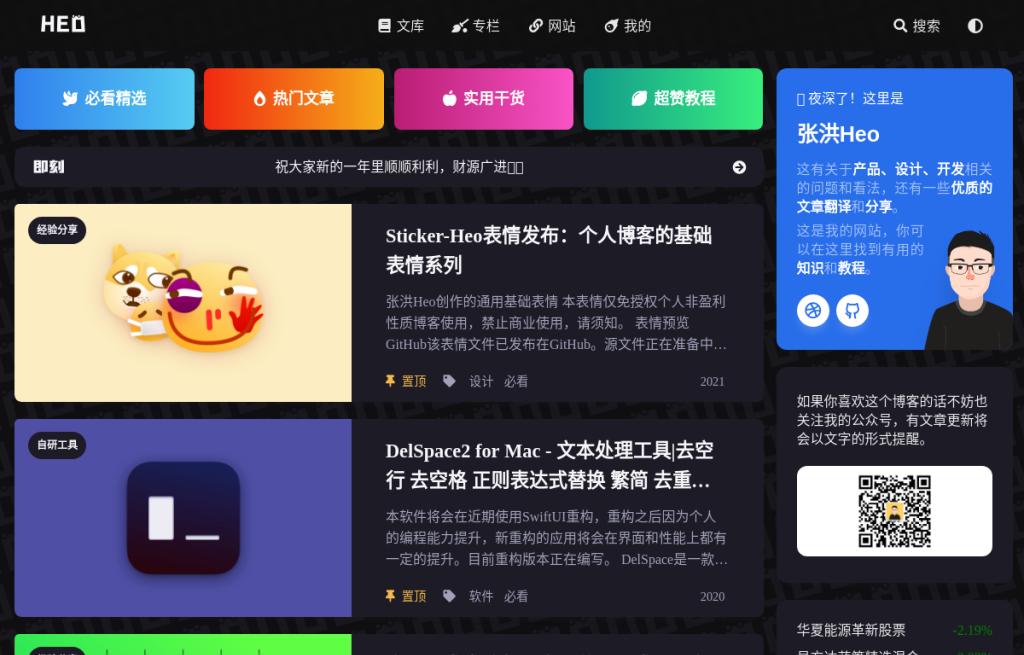 HEO
文库
专栏
网站
我的
搜索
必看精选
热门文章
实用干货
超赞教程
即刻
祝大家新的一年里顺顺利利，财源广进
经验分享
Sticker-Heo表情发布：个人博客的基础
表情系列
张洪Heo创作的通用基础表情 本表情仅免授权个人非盈利
性质博客使用，禁止商业使用，请须知。 表情预览
GitHub该表情文件已发布在GitHub。源文件正在准备中…
置顶 设计 必看 2021
自研工具
DelSpace2 for Mac - 文本处理工具|去空
行 去空格 正则表达式替换 繁简 去重…
本软件将会在近期使用SwiftUI重构，重构之后因为个人
的编程能力提升，新重构的应用将会在界面和性能上都有
一定的提升。目前重构版本正在编写。 DelSpace是一款…
置顶 软件 必看 2020
夜深了！这里是
张洪Heo
这有关于产品、设计、开发相关
的问题和看法，还有一些优质的
文章翻译和分享。
这是我的网站，你可
以在这里找到有用的
知识和教程。
如果你喜欢这个博客的话不妨也
关注我的公众号，有文章更新将
会以文字的形式提醒。
华夏能源革新股票 -2.19%